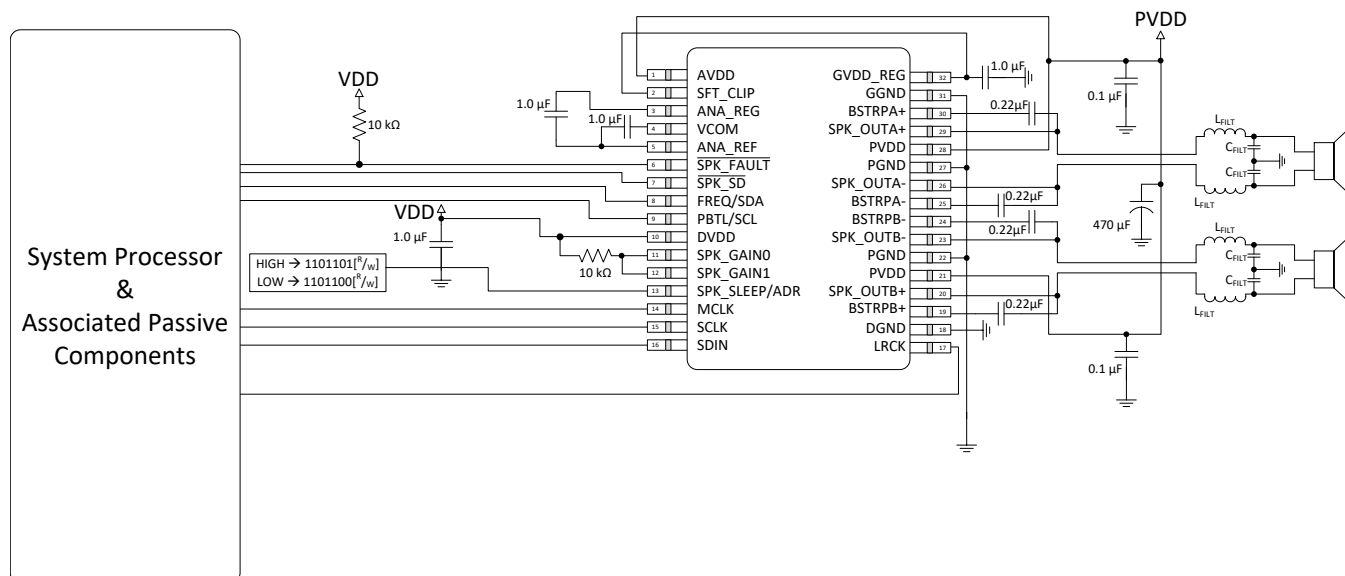 System Processor
&
Associated Passive
Components
VDD
10 kΩ
VDD
1.0 µF
HIGH → 1101101[R/W]
LOW → 1101100[R/W]
1.0 µF
1.0 µF
10 kΩ
1 AVDD
2 SFT_CLIP
3 ANA_REG
4 VCOM
5 ANA_REF
6 SPK_FAULT
7 SPK_SD
8 FREQ/SDA
9 PBTL/SCL
10 DVDD
11 SPK_GAIN0
12 SPK_GAIN1
13 SPK_SLEEP/ADR
14 MCLK
15 SCLK
16 SDIN
GVDD_REG 32
GGND 31
BSTRPA+ 30
SPK_OUTA+ 29
PVDD 28
PGND 27
SPK_OUTA- 26
BSTRPA- 25
BSTRPB- 24
SPK_OUTB- 23
PGND 22
PVDD 21
SPK_OUTB+ 20
BSTRPB+ 19
DGND 18
LRCK 17
1.0 µF
0.22µF
0.22µF
0.22µF
0.22µF
PVDD
0.1 µF
470 µF
0.1 µF
LFILT
CFILT
CFILT
LFILT
LFILT
CFILT
CFILT
LFILT